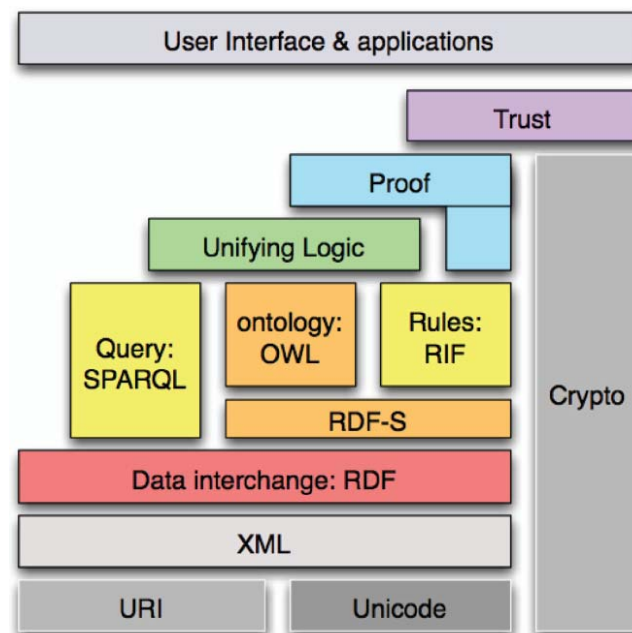 User Interface & applications
Trust
Proof
Unifying Logic
Query:
SPARQL
ontology:
OWL
Rules:
RIF
Crypto
RDF-S
Data interchange: RDF
XML
URI
Unicode